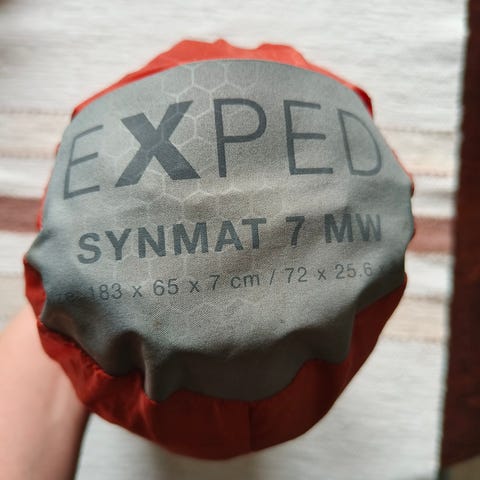 EXPED
SYNMAT 7 MW
183 x 65 x 7 cm / 72 x 25.6